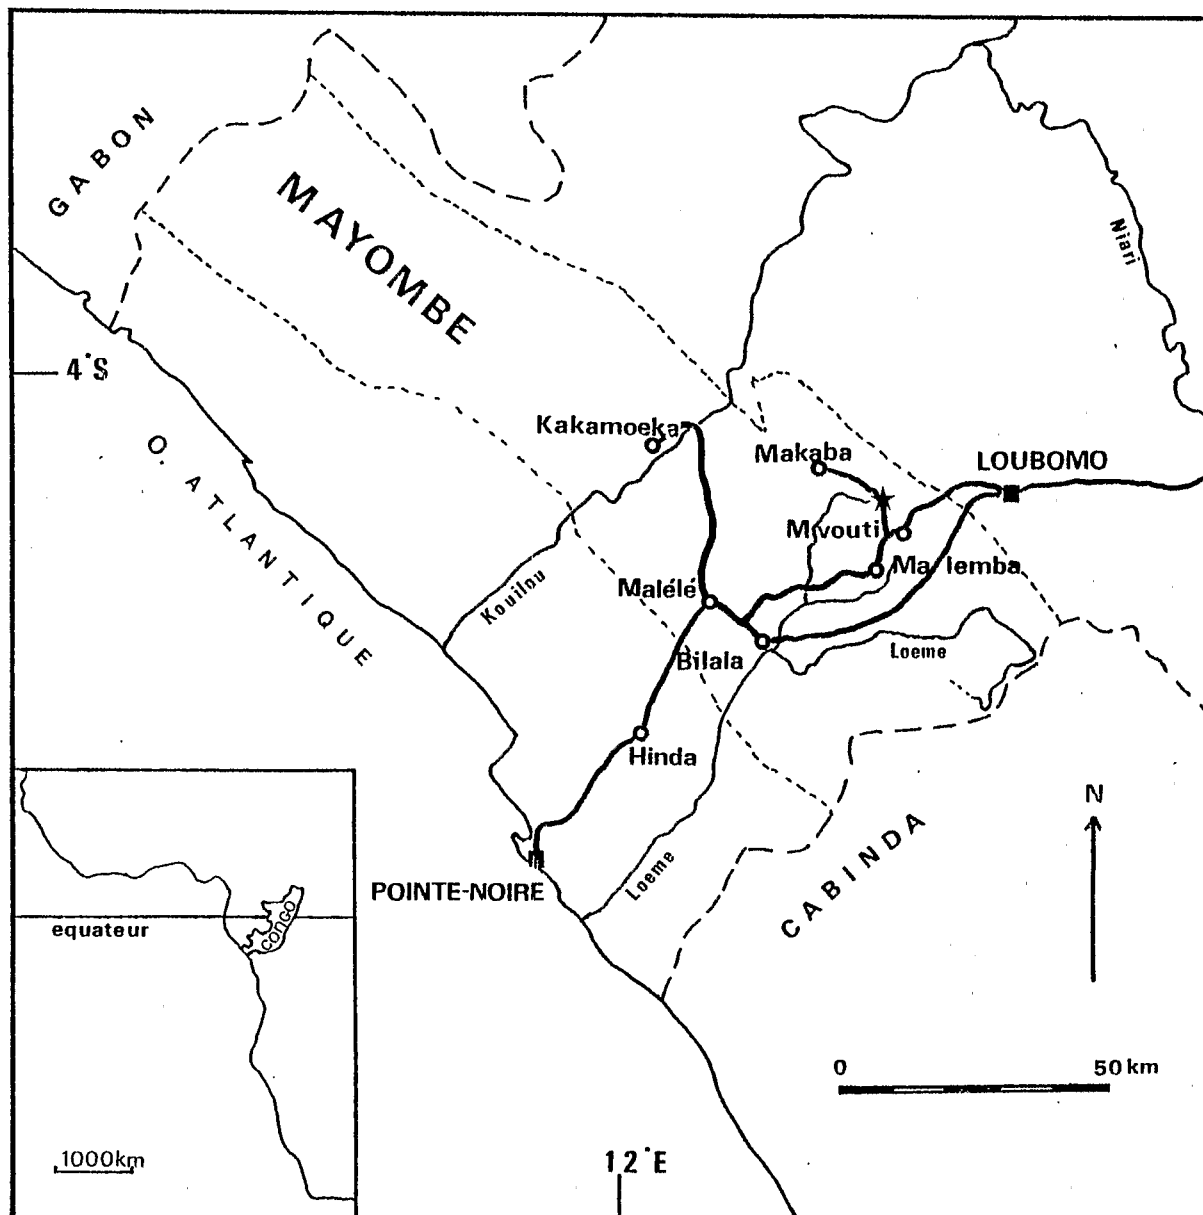 GABON
MAYOMBE
Niari
4°S
O. ATLANTIQUE
Kakamoeka
Makaba
LOUBOMO
Mvouti
Malemba
Kouilou
Malélé
Bilala
Loeme
Hinda
N
CABINDA
Loeme
POINTE-NOIRE
equateur
congo
0 50 km
1000km
12°E